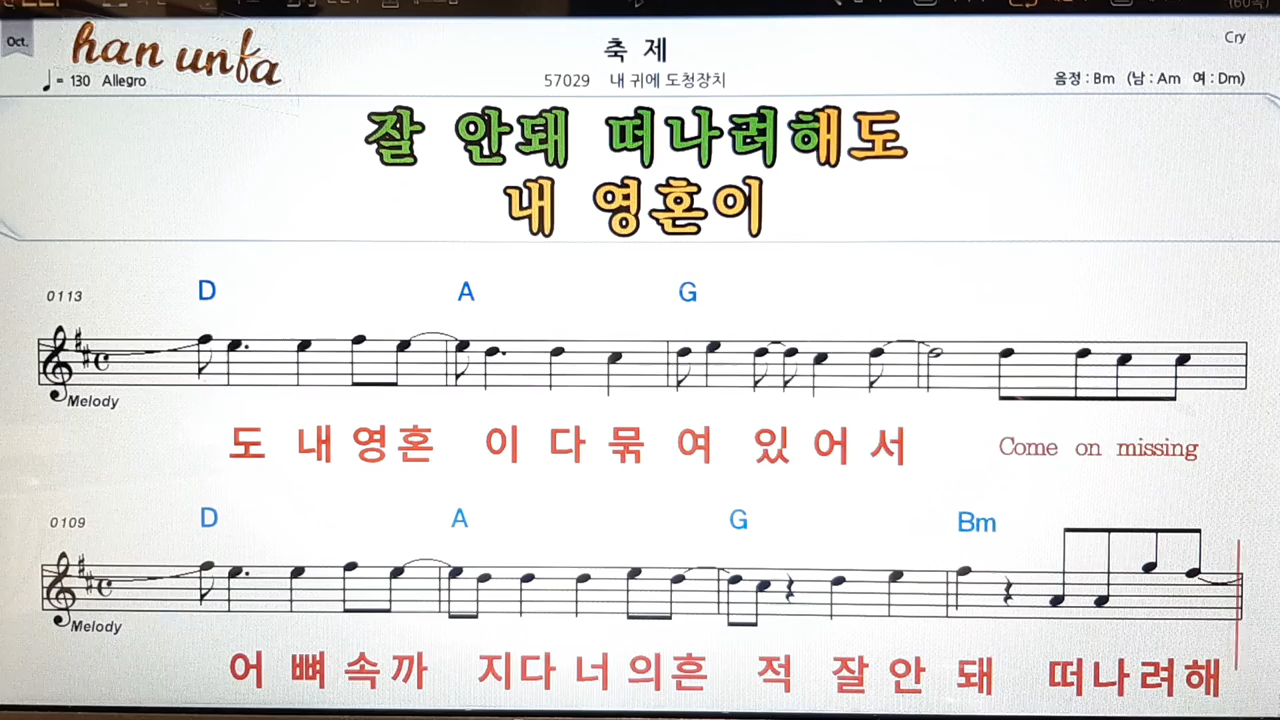 Oct.
han unfa
축 제
Cry
♩= 130 Allegro
57029 내 귀에 도청장치
음정 : Bm (남 : Am 여 : Dm)
잘 안돼 떠나려해도
내 영혼이
0113
D A G
Melody
도 내 영혼 이 다 묶 여 있 어 서 Come on missing
0109
D A G Bm
Melody
어 뼈 속 까 지다 너 의흔 적 잘 안 돼 떠나려해